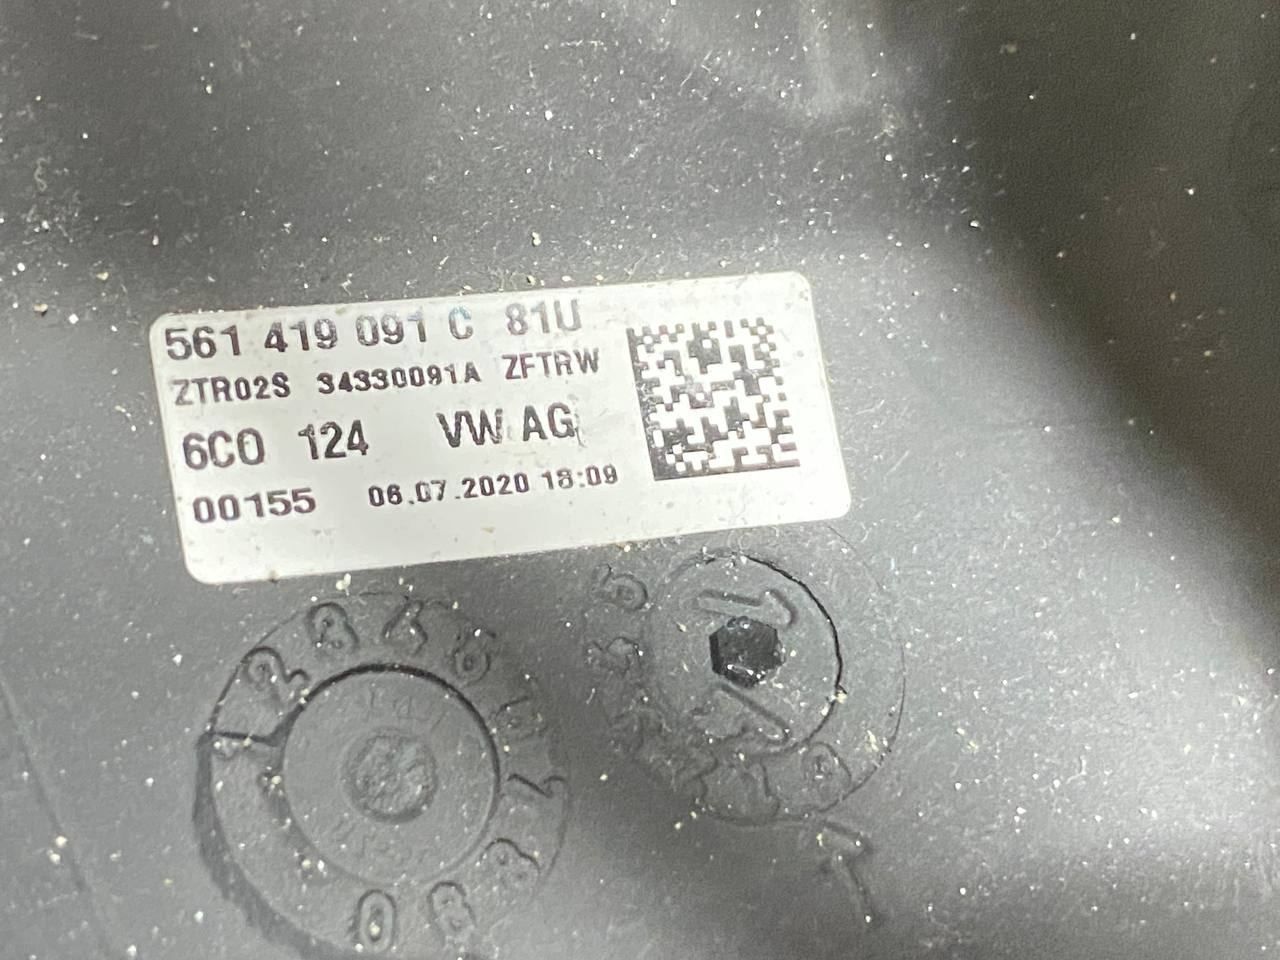 561 419 091 C 81U
ZTR02S 34330091A ZFTRW
6C0 124 VW AG
00155 06.07.2020 18:09